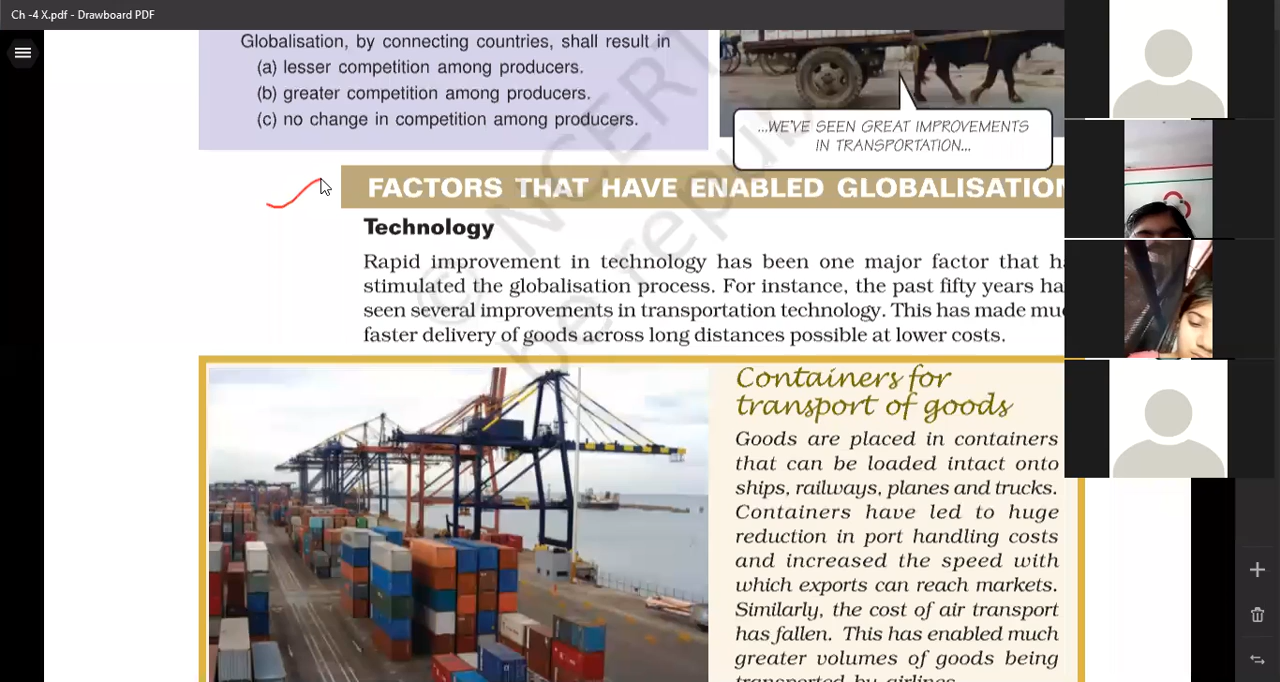 Ch -4 X.pdf - Drawboard PDF
Globalisation, by connecting countries, shall result in
(a) lesser competition among producers.
(b) greater competition among producers.
(c) no change in competition among producers.
...WE'VE SEEN GREAT IMPROVEMENTS
IN TRANSPORTATION...
FACTORS THAT HAVE ENABLED GLOBALISATION
Technology
Rapid improvement in technology has been one major factor that
stimulated the globalisation process. For instance, the past fifty years
seen several improvements in transportation technology. This has made
faster delivery of goods across long distances possible at lower costs.
Containers for
transport of goods
Goods are placed in containers
that can be loaded intact onto
ships, railways, planes and trucks.
Containers have led to huge
reduction in port handling costs
and increased the speed with
which exports can reach markets.
Similarly, the cost of air transport
has fallen. This has enabled much
greater volumes of goods being
transported by airlines.
© NCERT
be republ